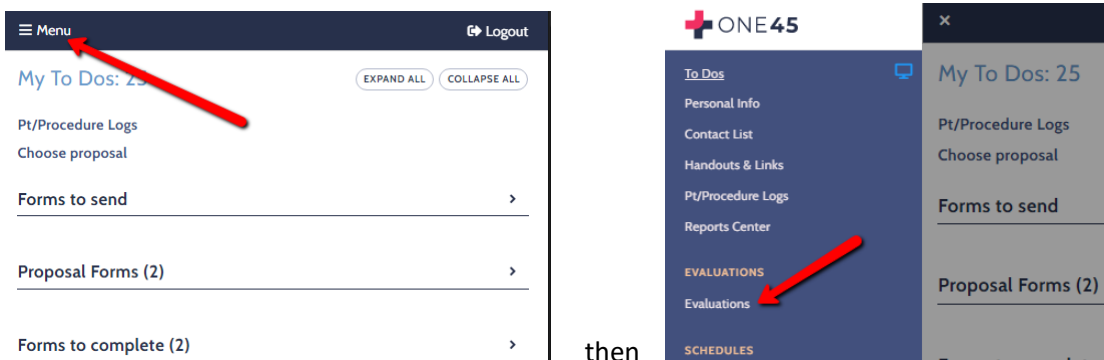 Menu
Logout
My To Dos: 25
EXPAND ALL
COLLAPSE ALL
Pt/Procedure Logs
Choose proposal
Forms to send
Proposal Forms (2)
Forms to complete (2)
then
ONE45
To Dos
Personal Info
Contact List
Handouts & Links
Pt/Procedure Logs
Reports Center
EVALUATIONS
Evaluations
SCHEDULES
My To Dos: 25
Pt/Procedure Logs
Choose proposal
Forms to send
Proposal Forms (2)